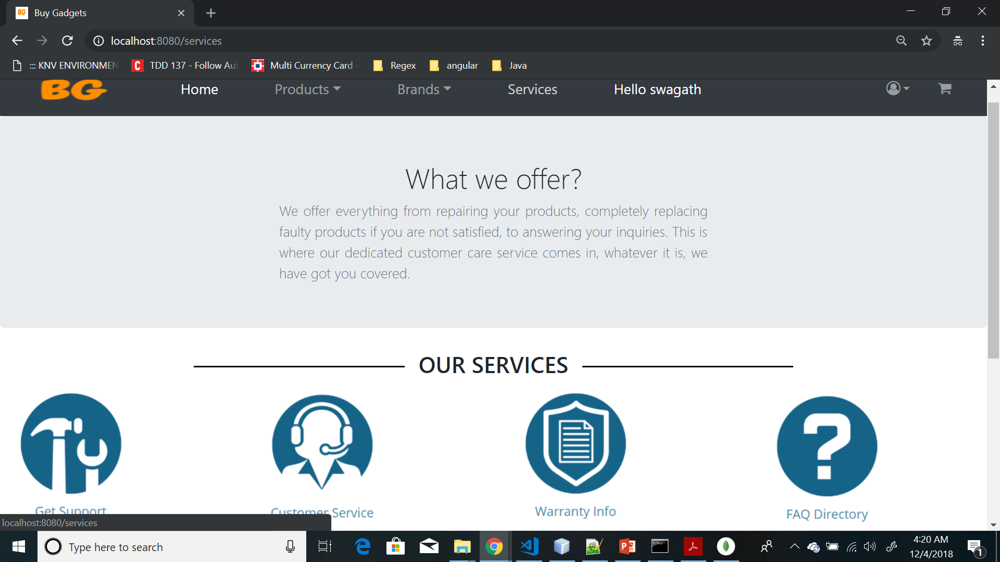 BG Buy Gadgets
localhost:8080/services
::: KNV ENVIRONMEN
C TDD 137 - Follow Aut
Multi Currency Card -
Regex
angular
Java
BG Home Products Brands Services Hello swagath
What we offer?
We offer everything from repairing your products, completely replacing
faulty products if you are not satisfied, to answering your inquiries. This is
where our dedicated customer care service comes in, whatever it is, we
have got you covered.
OUR SERVICES
Get Support
Customer Service
Warranty Info
FAQ Directory
localhost:8080/services
Type here to search
4:20 AM
12/4/2018
1